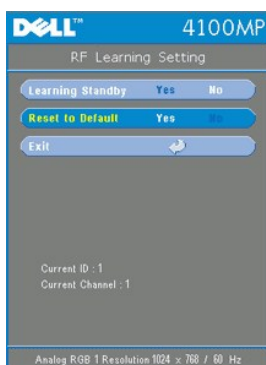 DELL™ 4100MP
RF Learning Setting
Learning Standby Yes No
Reset to Default Yes No
Exit
Current ID : 1
Current Channel : 1
Analog RGB 1 Resolution 1024 x 768 / 60 Hz